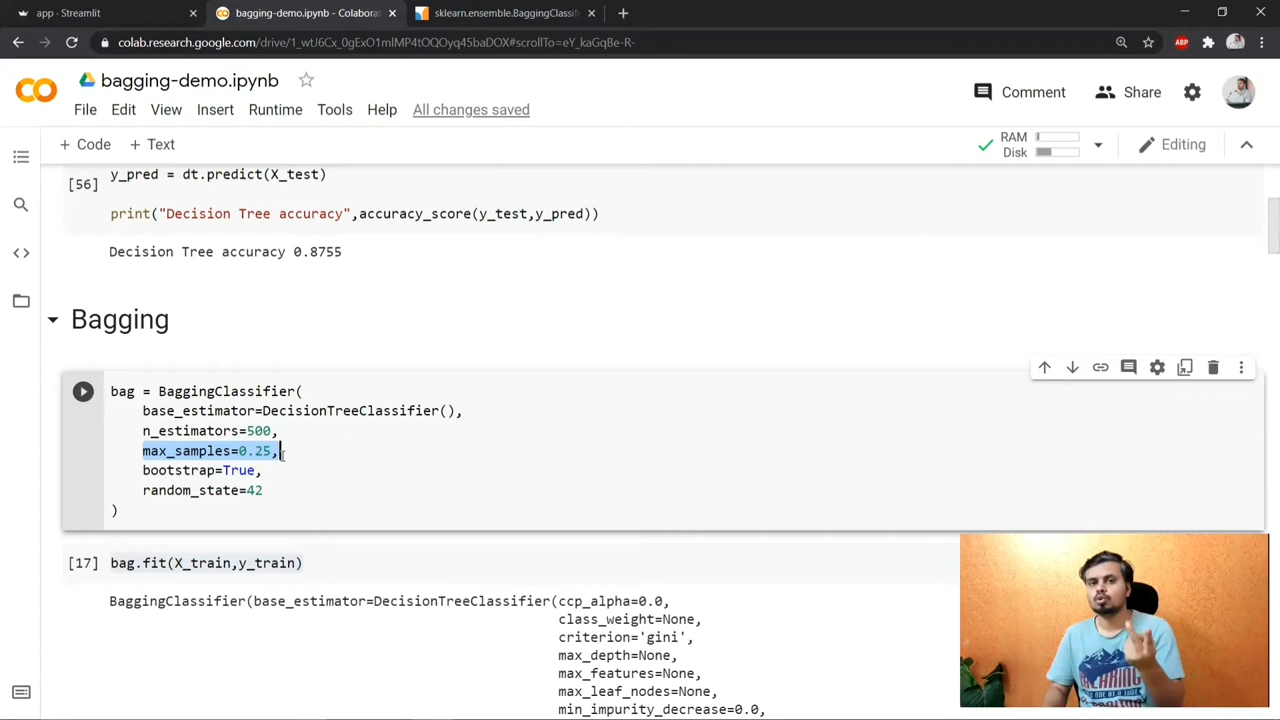 app · Streamlit
bagging-demo.ipynb - Colaborat
sklearn.ensemble.BaggingClassif
colab.research.google.com/drive/1_wtJ6Cx_0gExO1mlMP4tOQOyq45baDOX#scrollTo=eY_kaGqBe-R-
ABP
bagging-demo.ipynb
Comment
Share
File Edit View Insert Runtime Tools Help All changes saved
+ Code + Text
RAM
Disk
Editing
y_pred = dt.predict(X_test)
[56]
print("Decision Tree accuracy",accuracy_score(y_test,y_pred))
Decision Tree accuracy 0.8755
Bagging
bag = BaggingClassifier(
base_estimator=DecisionTreeClassifier(),
n_estimators=500,
max_samples=0.25,
bootstrap=True,
random_state=42
)
[17] bag.fit(X_train,y_train)
BaggingClassifier(base_estimator=DecisionTreeClassifier(ccp_alpha=0.0,
class_weight=None,
criterion='gini',
max_depth=None,
max_features=None,
max_leaf_nodes=None,
min_impurity_decrease=0.0,